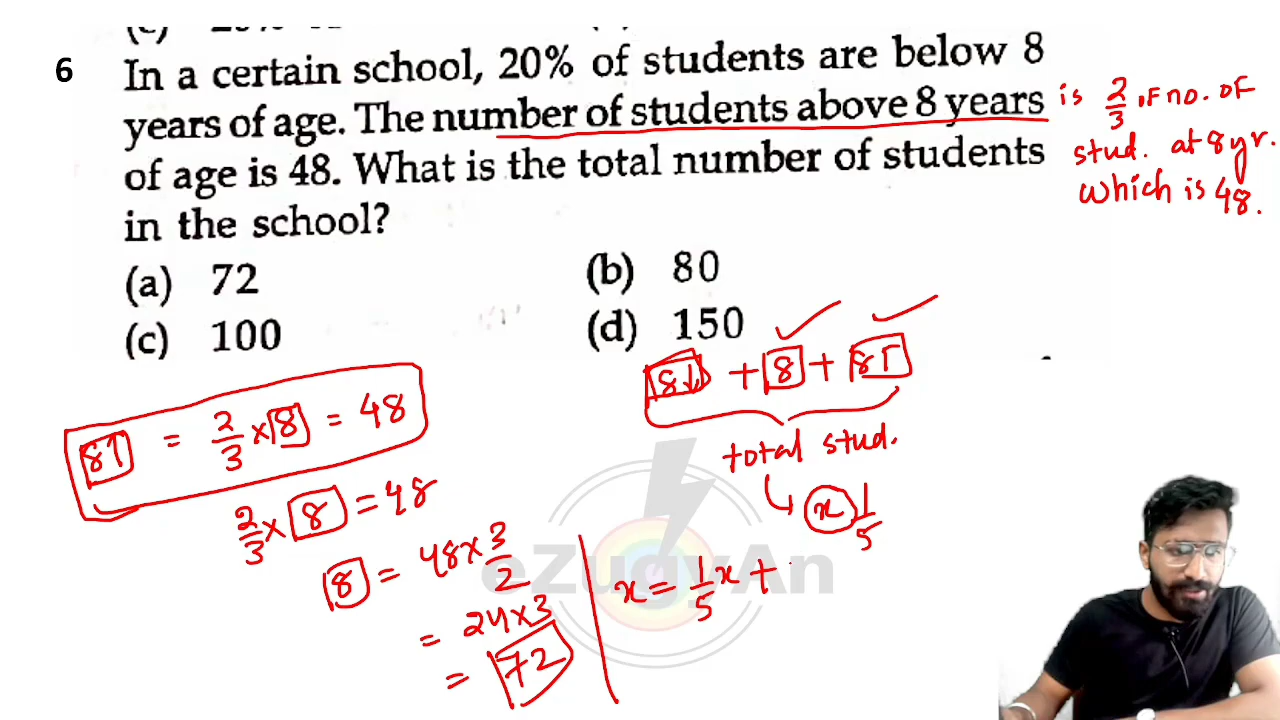 6
In a certain school, 20% of students are below 8
years of age. The number of students above 8 years
of age is 48. What is the total number of students
in the school?
is 2/3 of no. of
stud. at 8yr.
which is 48.
(a) 72
(b) 80
(c) 100
(d) 150
8↑ = 2/3 × 8 = 48
2/3 × 8 = 48
8 = 48 × 3/2
= 24 × 3
= 72
8↓ + 8 + 8↑
total stud.
x 1/5
x = 1/5 x +
eZugyAn